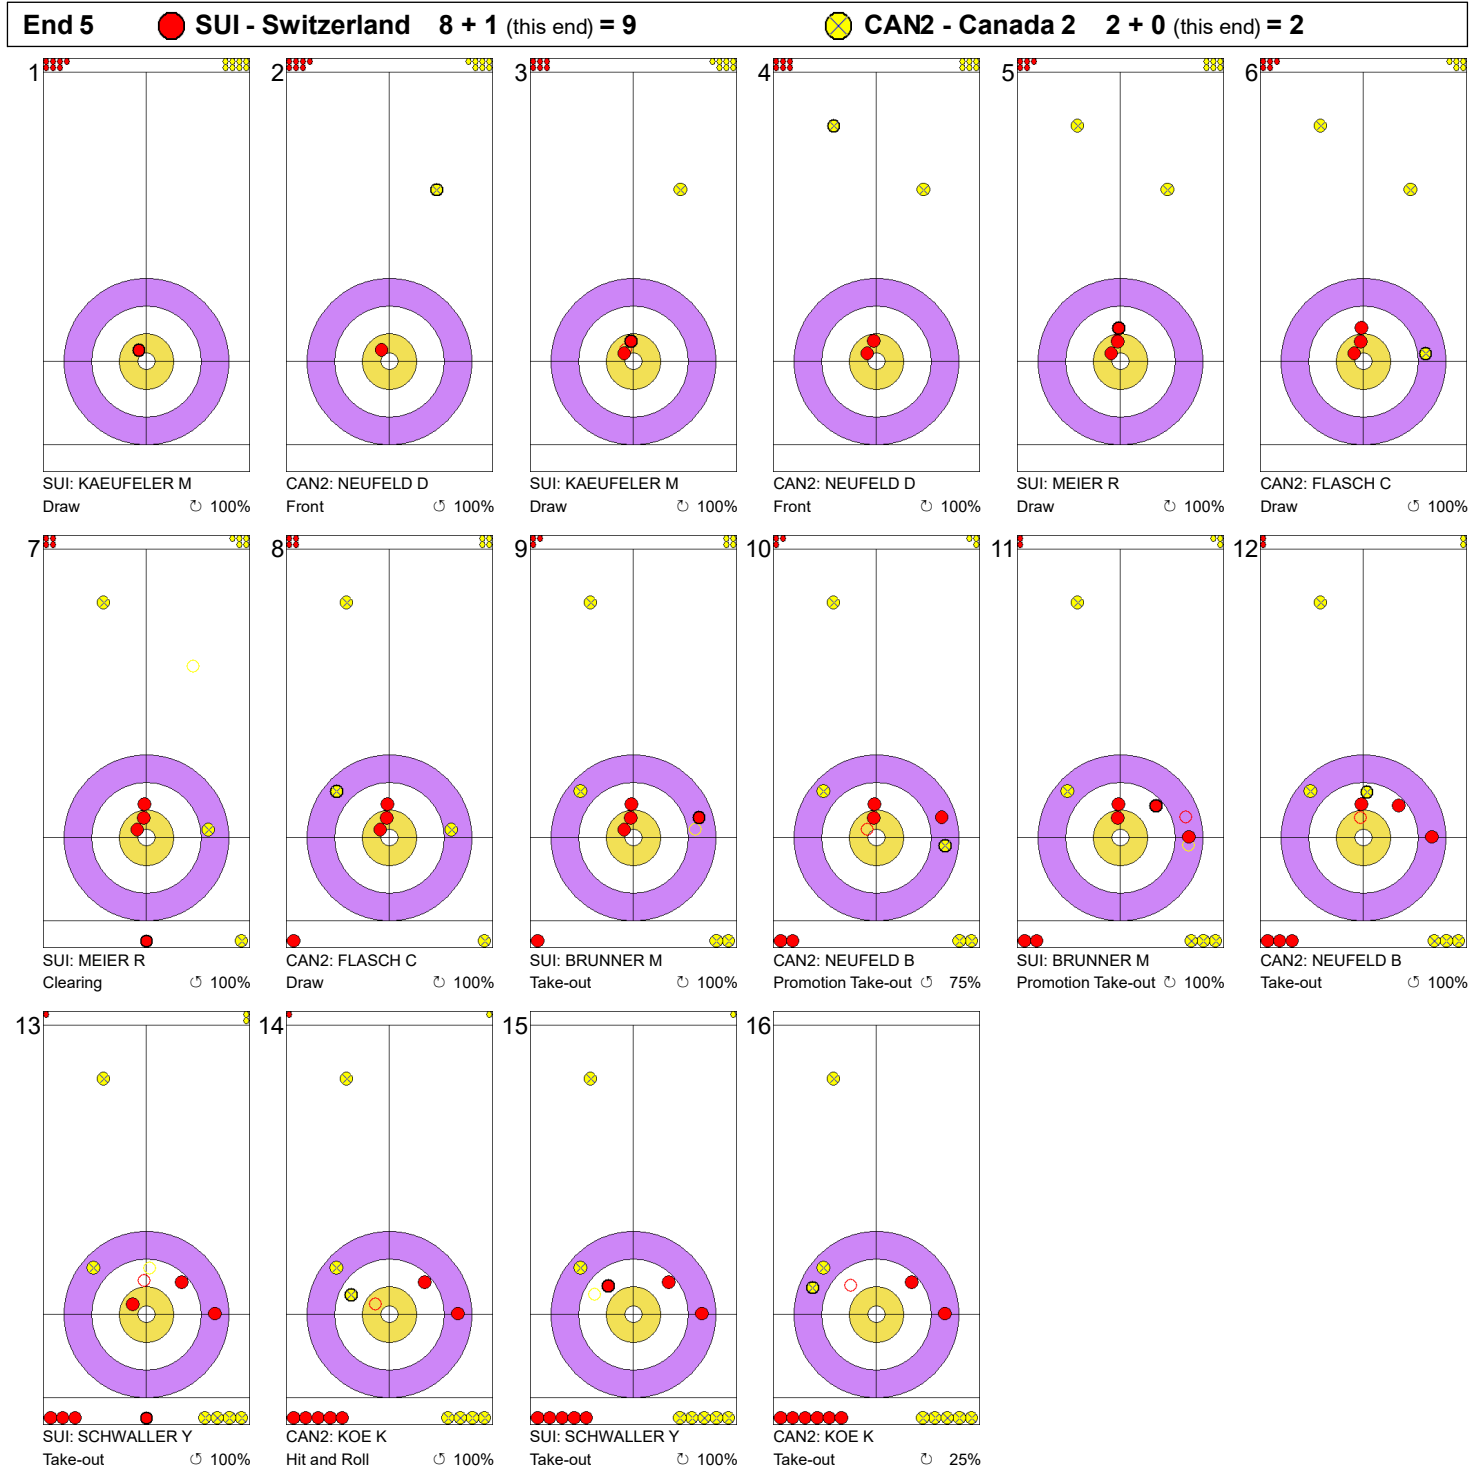 End 5 SUI - Switzerland 8 + 1 (this end) = 9 CAN2 - Canada 2 2 + 0 (this end) = 2
1 2 3 4 5 6
SUI: KAEUFELER M CAN2: NEUFELD D SUI: KAEUFELER M CAN2: NEUFELD D SUI: MEIER R CAN2: FLASCH C
Draw ↻ 100% Front ↺ 100% Draw ↻ 100% Front ↺ 100% Draw ↻ 100% Draw ↻ 100%
7 8 9 10 11 12
SUI: MEIER R CAN2: FLASCH C SUI: BRUNNER M CAN2: NEUFELD B SUI: BRUNNER M CAN2: NEUFELD B
Clearing ↺ 100% Draw ↺ 100% Take-out ↻ 100% Promotion Take-out ↺ 75% Promotion Take-out ↻ 100% Take-out ↻ 100%
13 14 15 16
SUI: SCHWALLER Y CAN2: KOE K SUI: SCHWALLER Y CAN2: KOE K
Take-out ↺ 100% Hit and Roll ↺ 100% Take-out ↻ 100% Take-out ↻ 25%